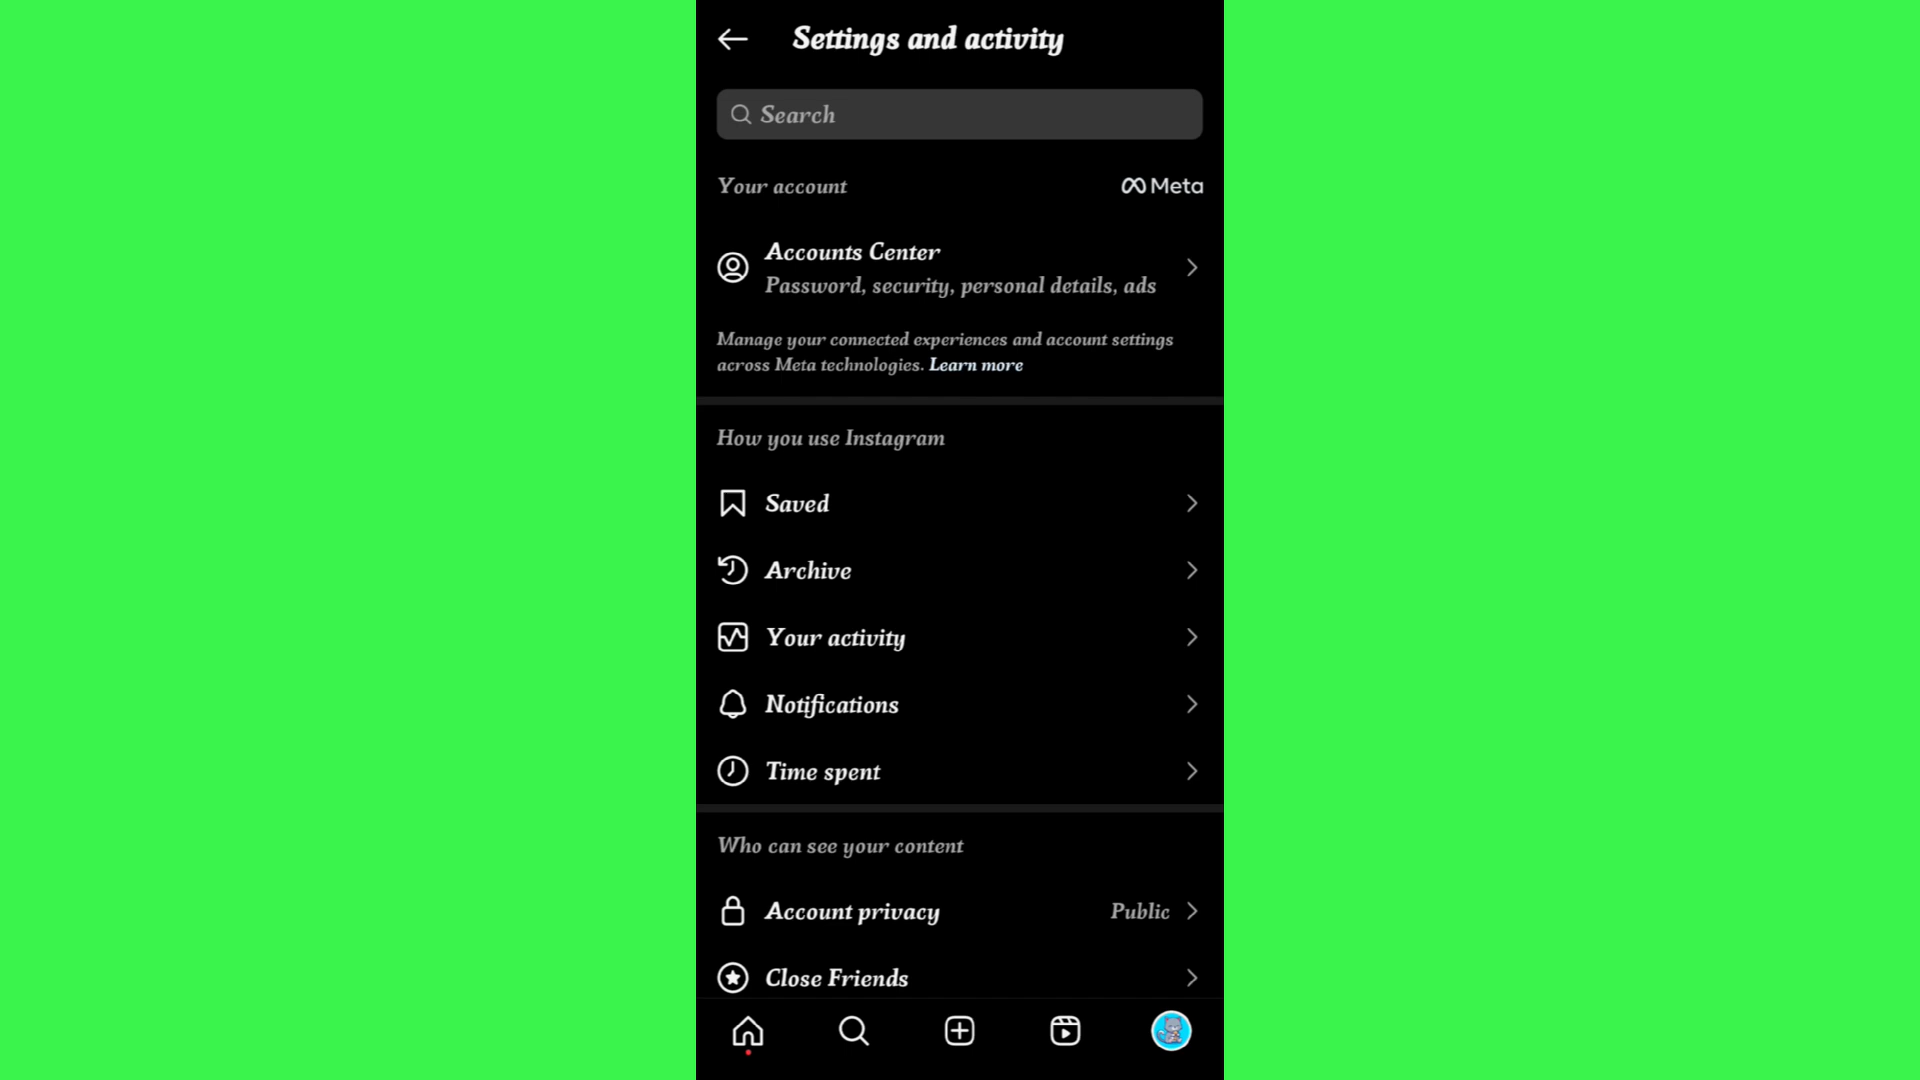 Settings and activity
Search
Your account
Meta
Accounts Center
Password, security, personal details, ads
Manage your connected experiences and account settings
across Meta technologies. Learn more
How you use Instagram
Saved
Archive
Your activity
Notifications
Time spent
Who can see your content
Account privacy
Public
Close Friends